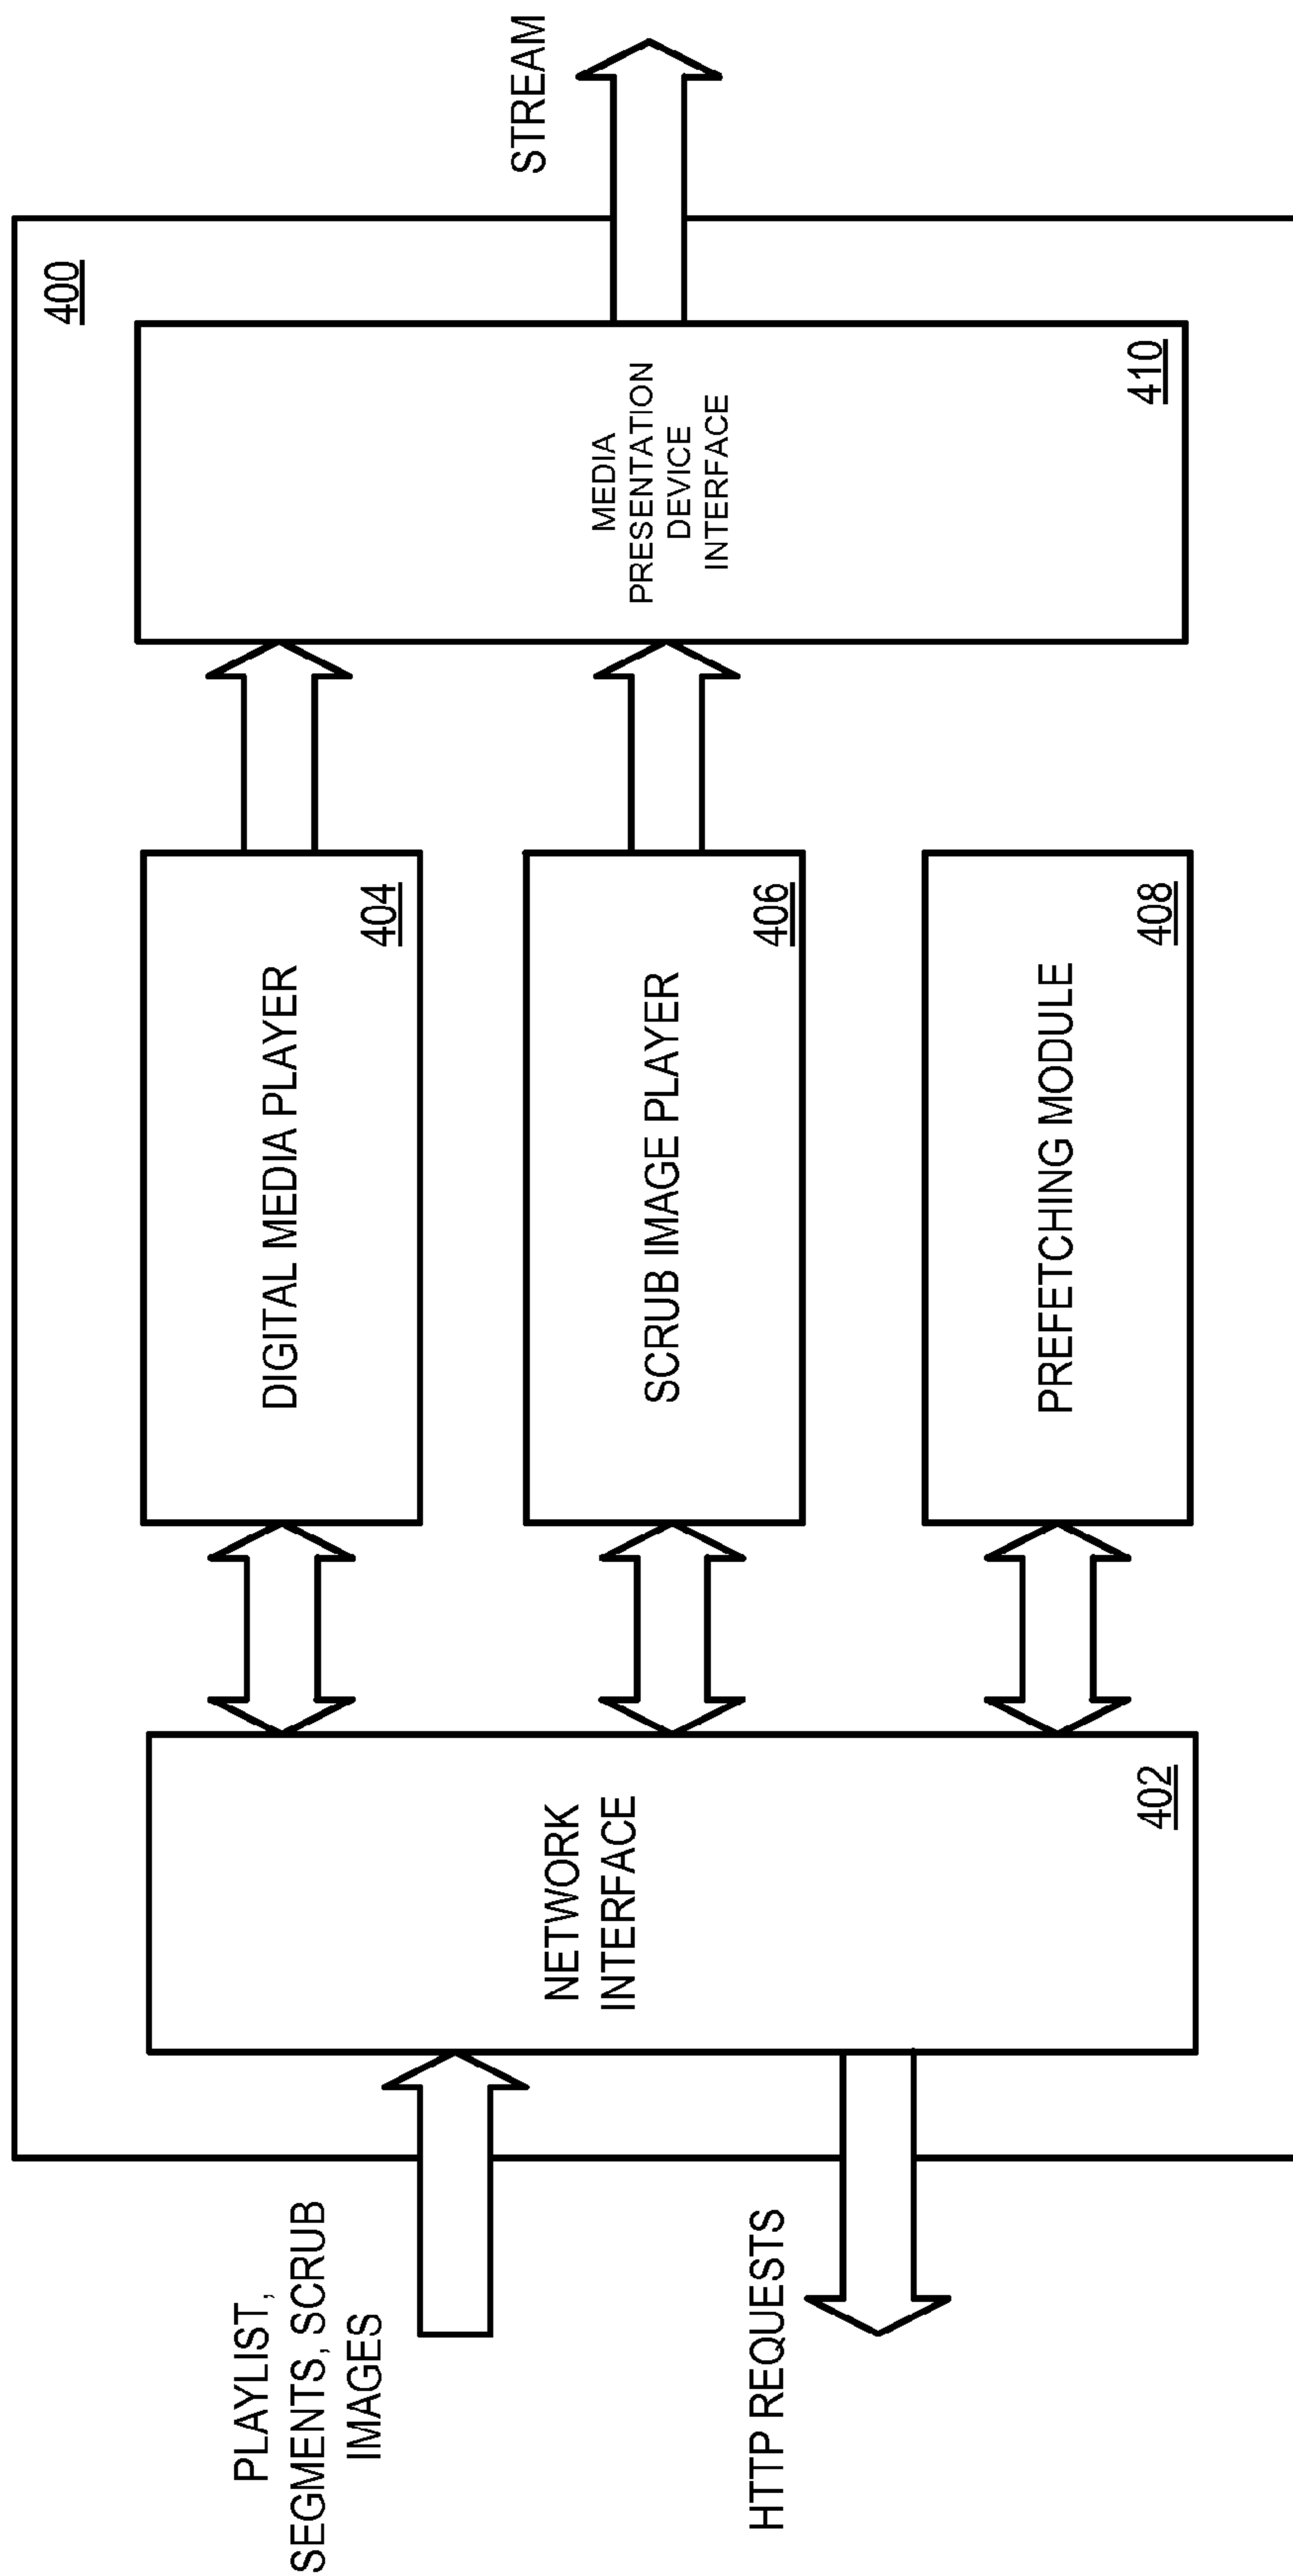 400
PLAYLIST,
SEGMENTS, SCRUB
IMAGES
HTTP REQUESTS
NETWORK
INTERFACE
402
DIGITAL MEDIA PLAYER
404
SCRUB IMAGE PLAYER
406
PREFETCHING MODULE
408
MEDIA
PRESENTATION
DEVICE
INTERFACE
410
STREAM